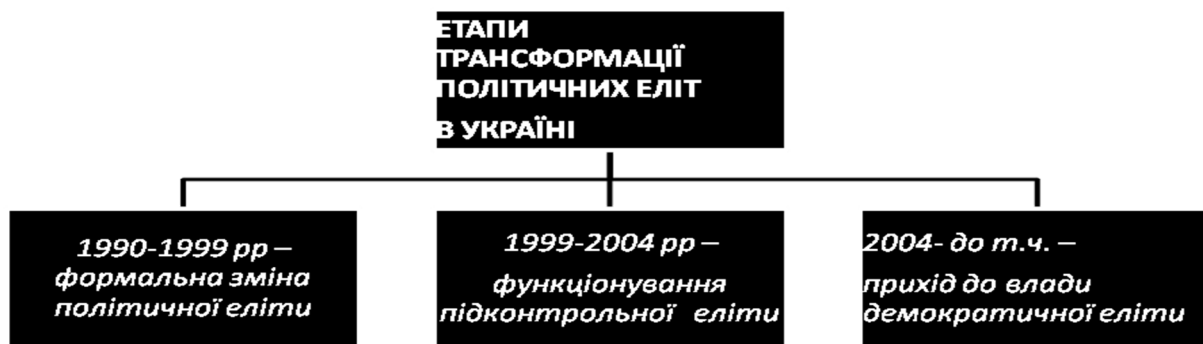 ЕТАПИ
ТРАНСФОРМАЦІЇ
ПОЛІТИЧНИХ ЕЛІТ
В УКРАЇНІ
1990-1999 рр –
формальна зміна
політичної еліти
1999-2004 рр –
функціонування
підконтрольної еліти
2004- до т.ч. –
прихід до влади
демократичної еліти